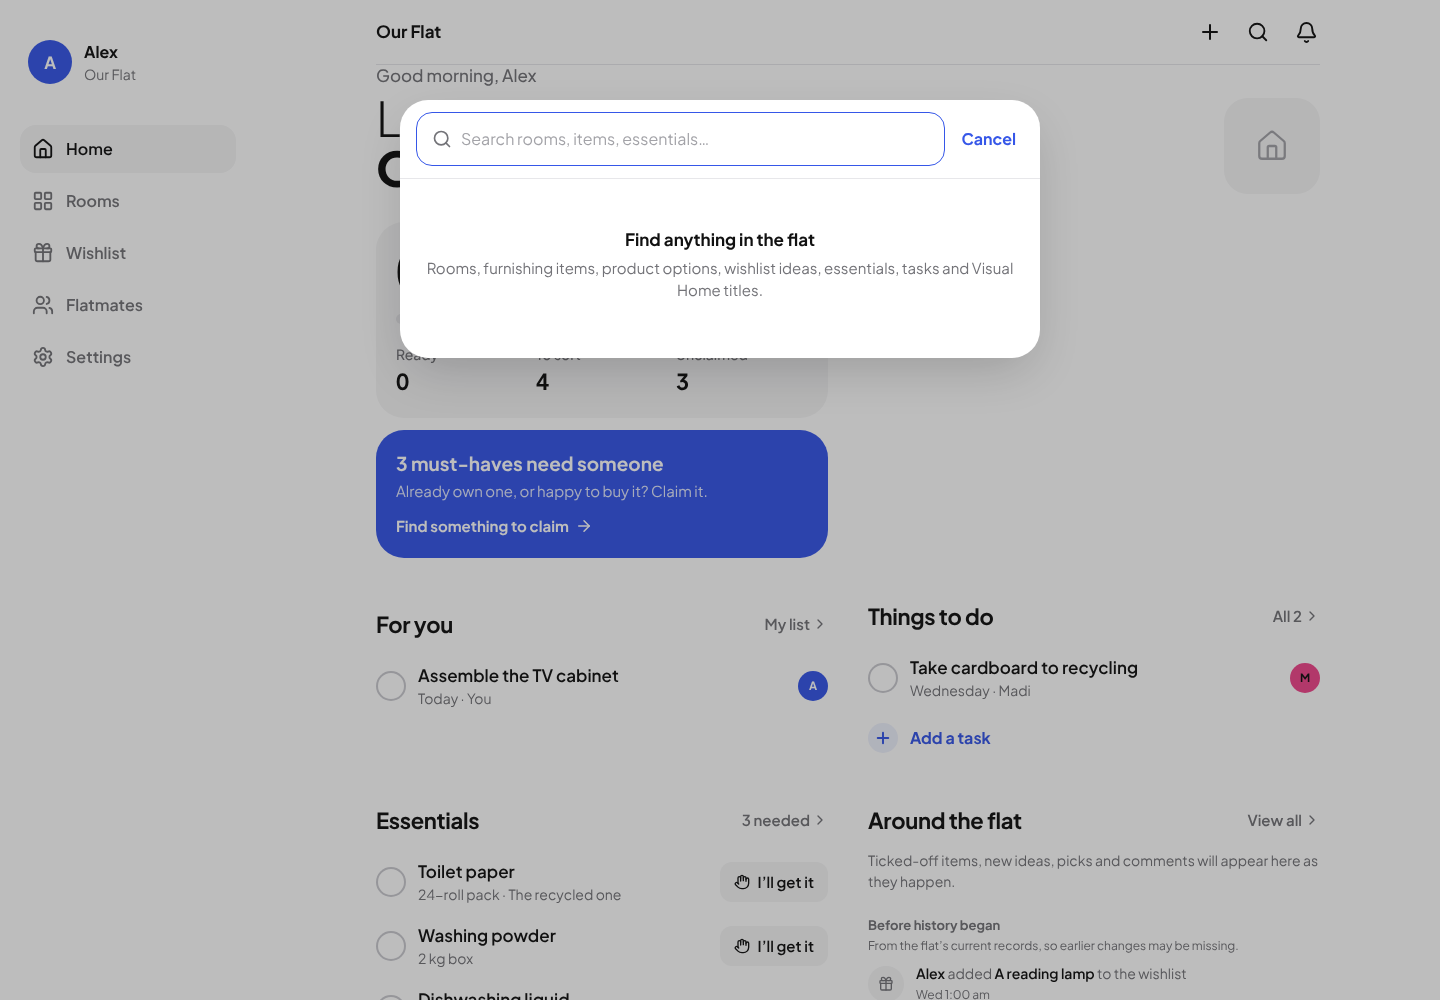 A
Alex
Our Flat
Home
Rooms
Wishlist
Flatmates
Settings
Our Flat
Good morning, Alex
Search rooms, items, essentials…
Cancel
Find anything in the flat
Rooms, furnishing items, product options, wishlist ideas, essentials, tasks and Visual
Home titles.
Ready
0
4
3
3 must-haves need someone
Already own one, or happy to buy it? Claim it.
Find something to claim
For you
My list
Assemble the TV cabinet
Today · You
A
Things to do
All 2
Take cardboard to recycling
Wednesday · Madi
M
Add a task
Essentials
3 needed
Toilet paper
24-roll pack · The recycled one
I'll get it
Washing powder
2 kg box
I'll get it
Dishwashing liquid
Around the flat
View all
Ticked-off items, new ideas, picks and comments will appear here as
they happen.
Before history began
From the flat's current records, so earlier changes may be missing.
Alex added A reading lamp to the wishlist
Wed 1:00 am